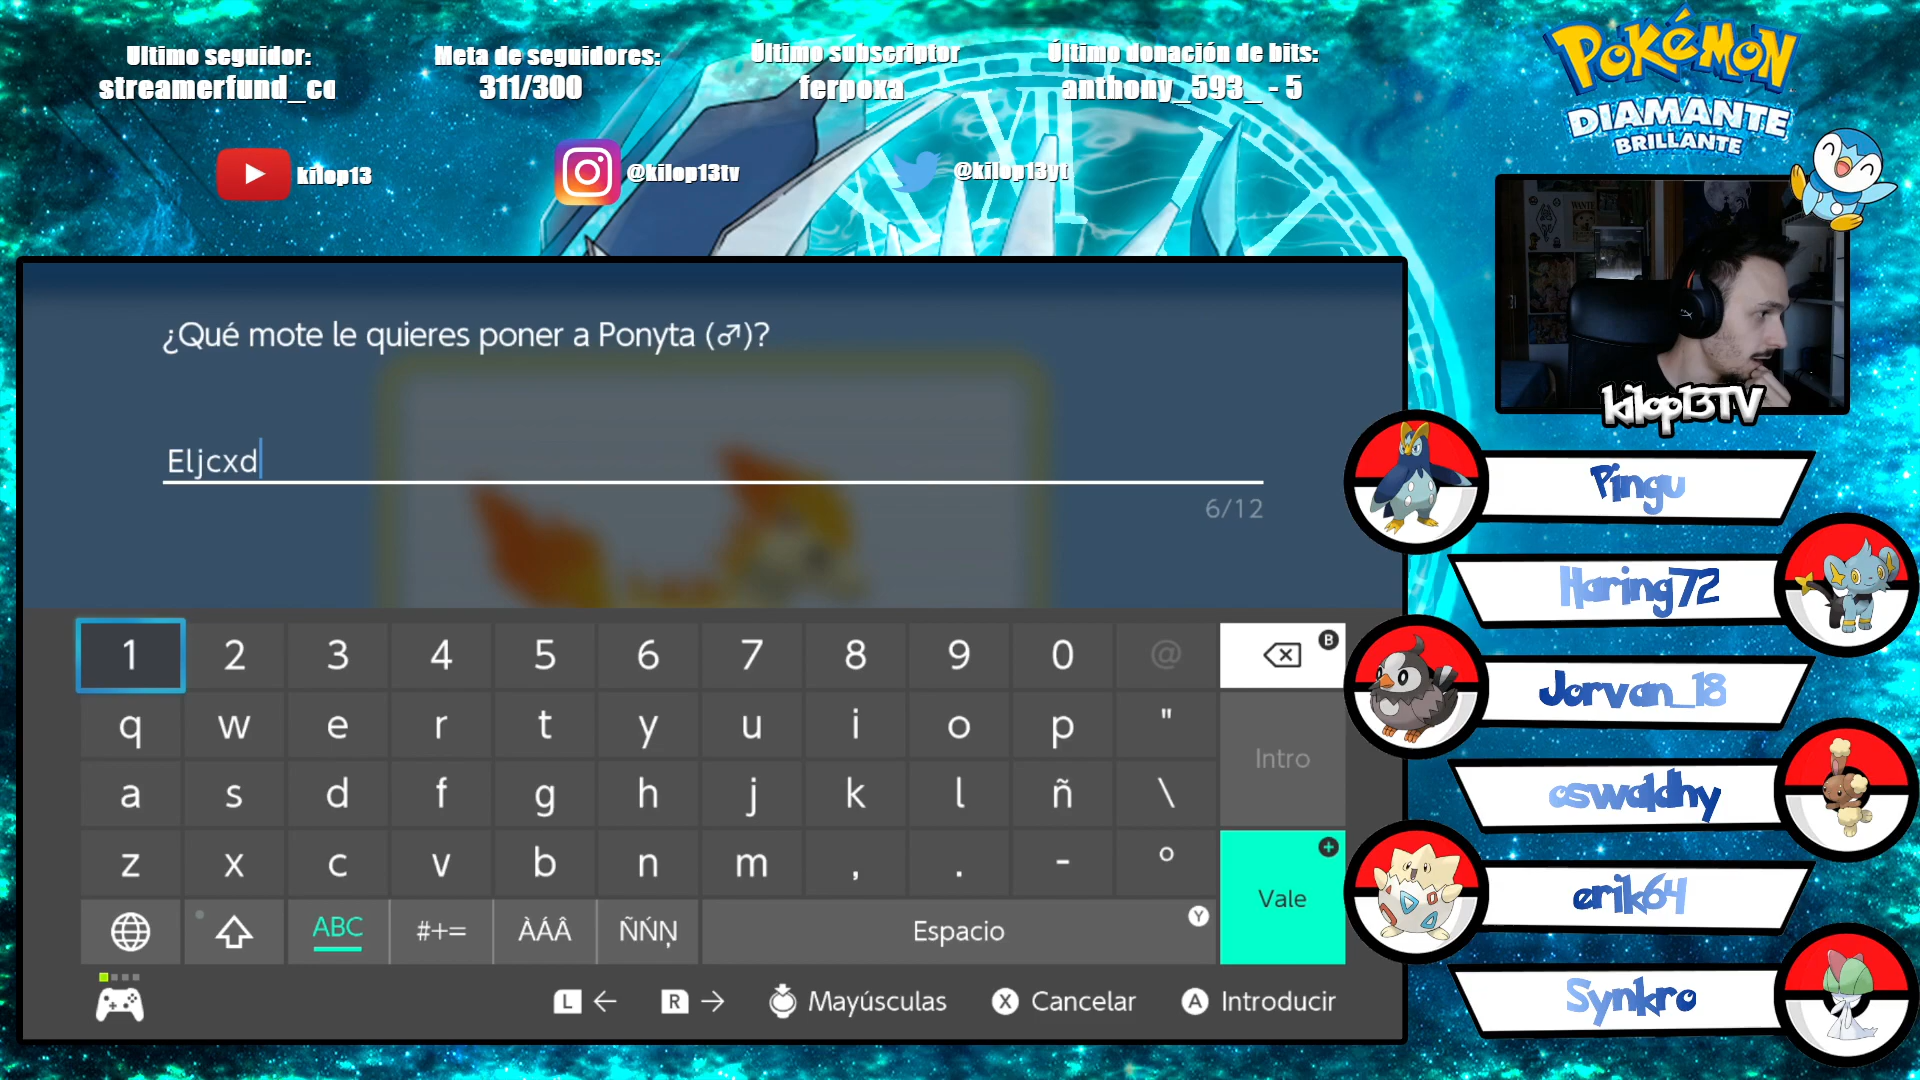 Ultimo seguidor:
streamerfund_co
Meta de seguidores:
311/300
Último subscriptor
ferpoxa
Último donación de bits:
anthony_593_ - 5
POKéMON
DIAMANTE
BRILLANTE
kilop13
@kilop13tv
@kilop13yt
kilop13TV
¿Qué mote le quieres poner a Ponyta (♂)?
Eljcxd
6/12
1 2 3 4 5 6 7 8 9 0 @ B
q w e r t y u i o p "
Intro
a s d f g h j k l ñ \
z x c v b n m , . - º
Vale +
ABC #+= ÀÁÂ ÑŃŅ Espacio Y
L ← R → Mayúsculas X Cancelar A Introducir
Pingu
Haring72
Jorvan_18
oswaldhy
erik64
Synkro